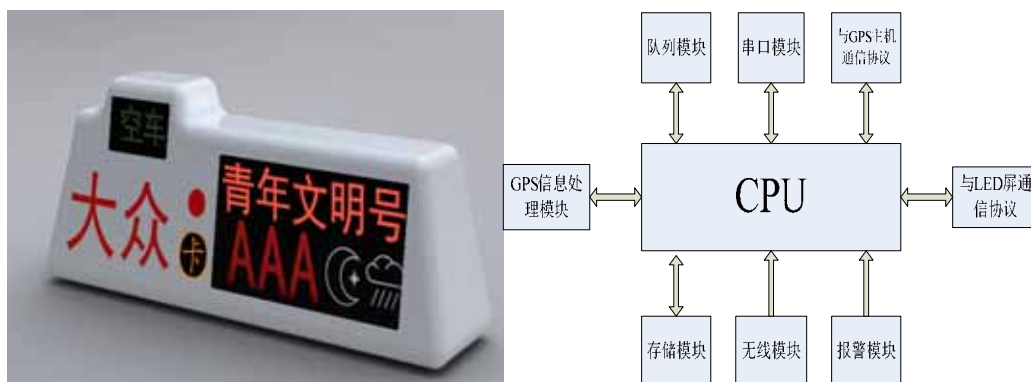 空车
大众
卡
青年文明号
AAA
队列模块
串口模块
与GPS主机
通信协议
GPS信息处
理模块
CPU
与LED屏通
信协议
存储模块
无线模块
报警模块